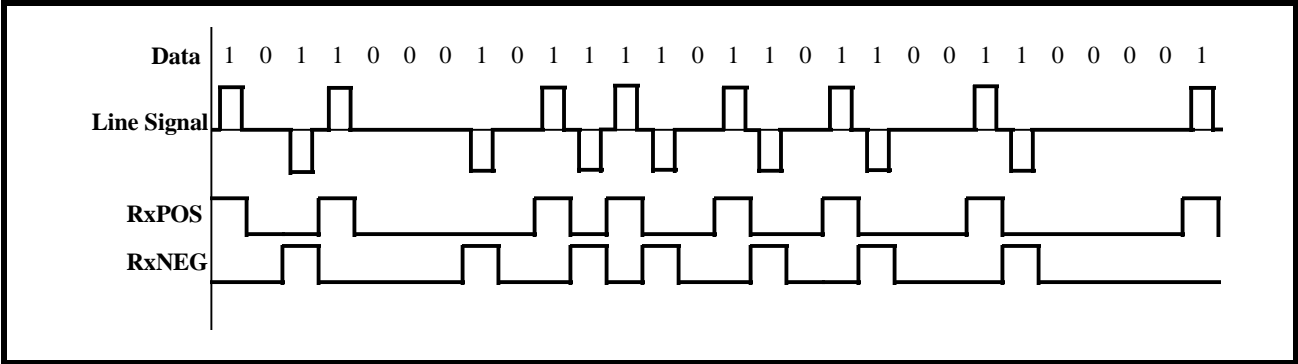 Data 1 0 1 1 0 0 0 1 0 1 1 1 1 0 1 1 0 1 1 0 0 1 1 0 0 0 0 1
Line Signal
RxPOS
RxNEG